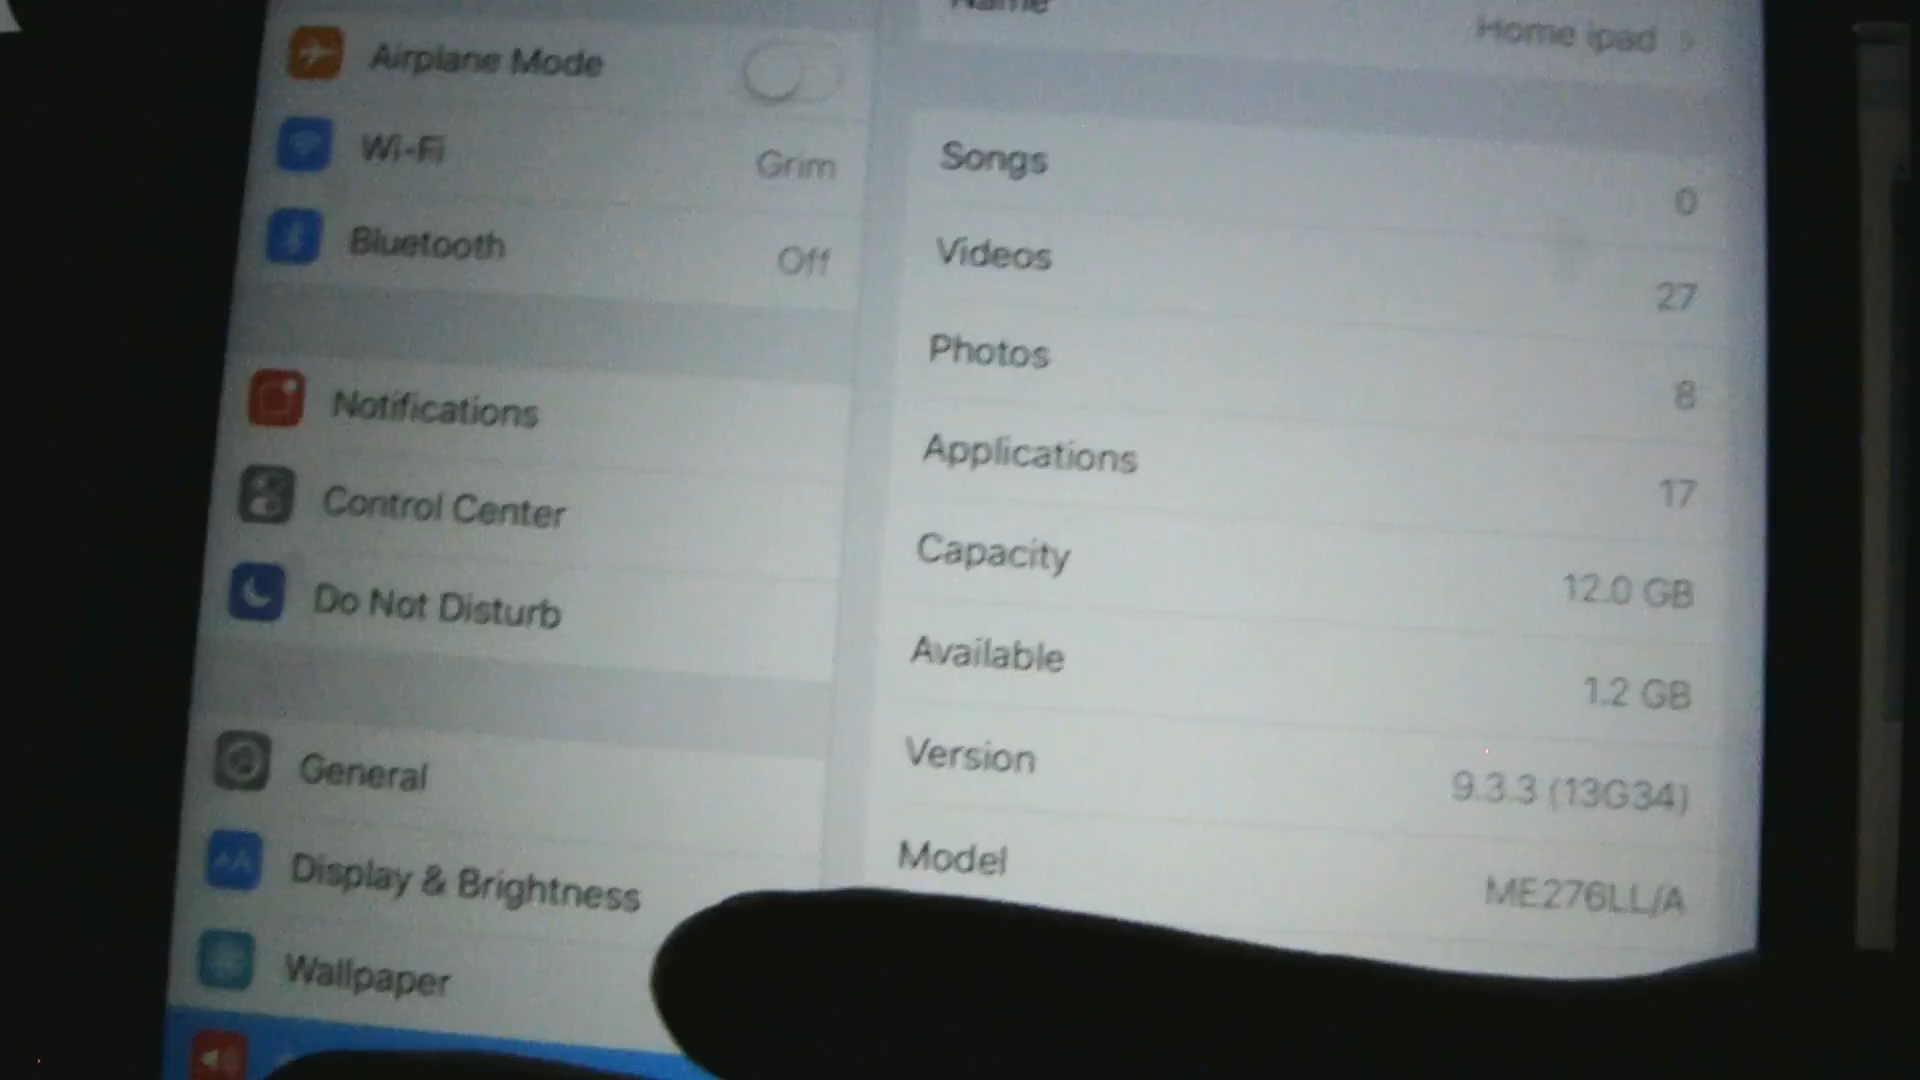 Name
Home ipad
Airplane Mode
Wi-Fi
Grim
Bluetooth
Off
Notifications
Control Center
Do Not Disturb
General
AA
Display & Brightness
Wallpaper
Songs
0
Videos
27
Photos
8
Applications
17
Capacity
12.0 GB
Available
1.2 GB
Version
9.3.3 (13G34)
Model
ME276LL/A